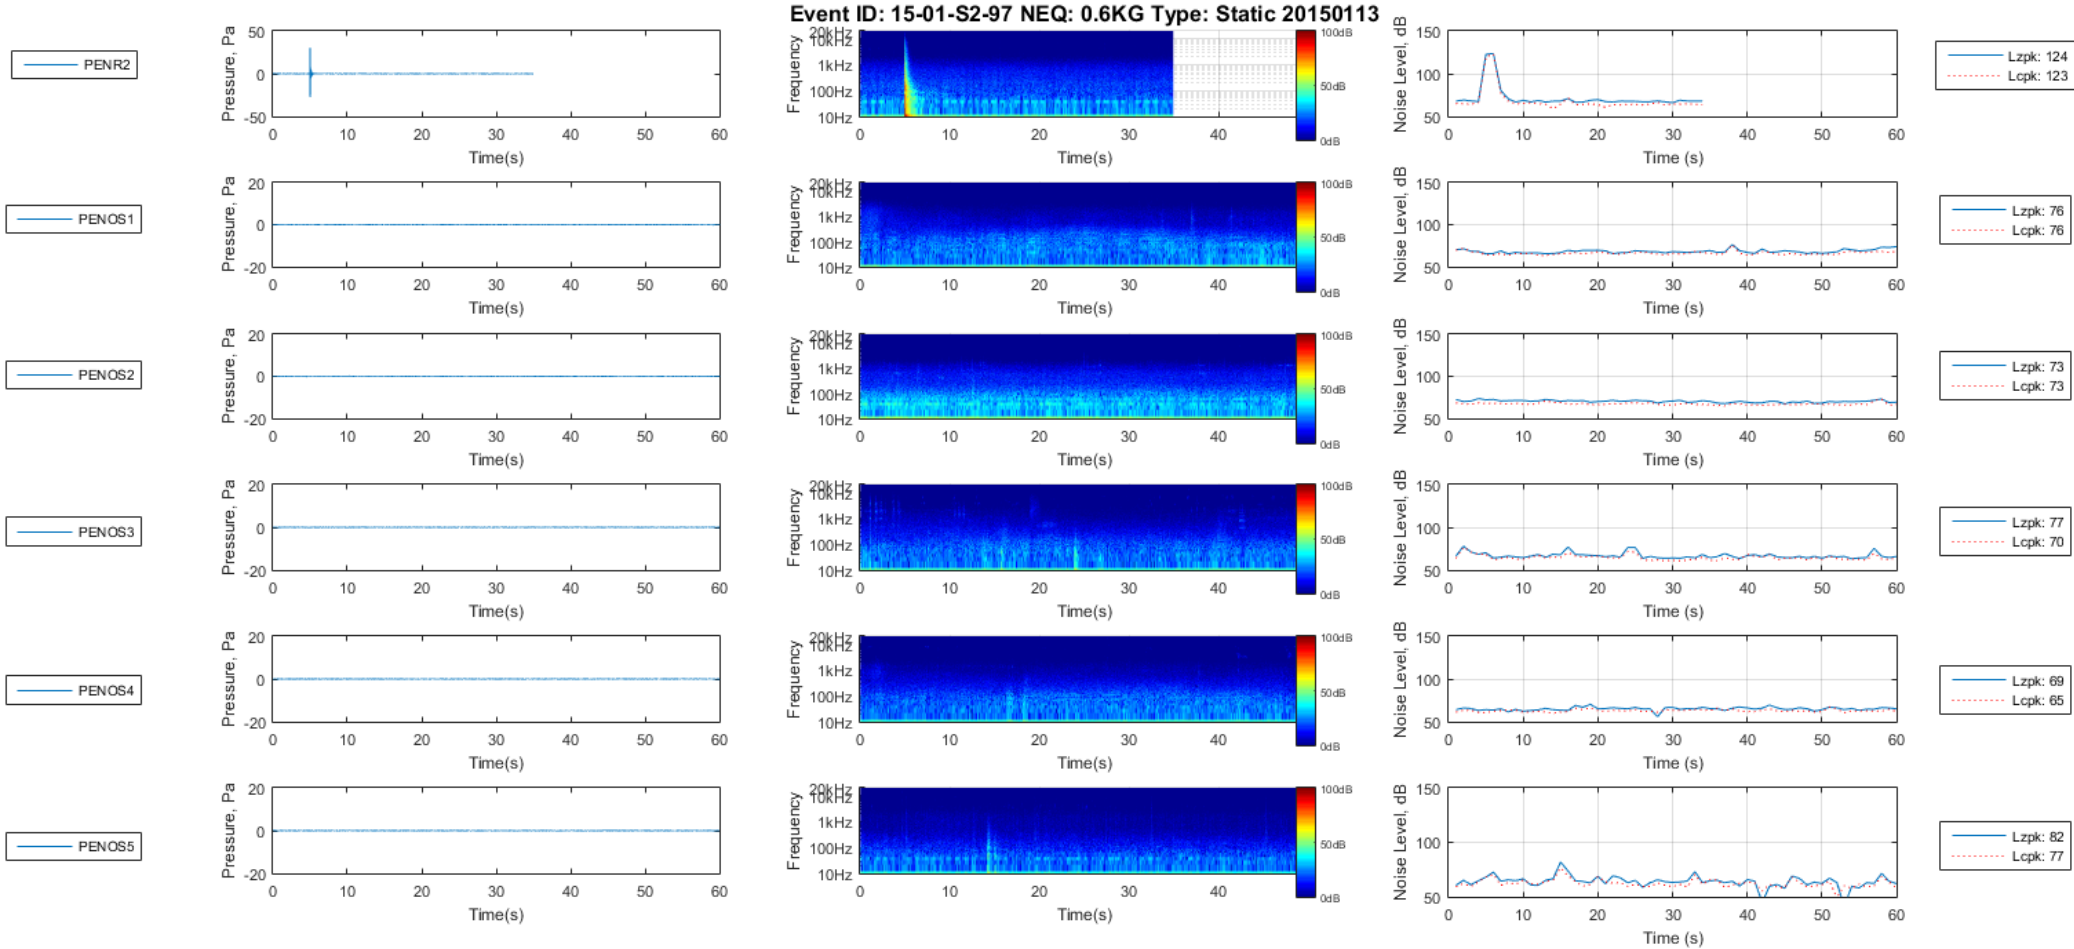 Event ID: 15-01-S2-97 NEQ: 0.6KG Type: Static 20150113
PENR2
Pressure, Pa
50
0
-50
0 10 20 30 40 50 60
Time(s)
Frequency
20kHz
10kHz
1kHz
100Hz
10Hz
0 20 40
Time(s)
100dB
50dB
0dB
Noise Level, dB
150
100
50
0 10 20 30 40 50 60
Time (s)
Lzpk: 124
Lcpk: 123
PENOS1
Pressure, Pa
20
0
-20
0 10 20 30 40 50 60
Time(s)
Frequency
20kHz
10kHz
1kHz
100Hz
10Hz
0 10 20 30 40
Time(s)
100dB
50dB
0dB
Noise Level, dB
150
100
50
0 10 20 30 40 50 60
Time (s)
Lzpk: 76
Lcpk: 76
PENOS2
Pressure, Pa
20
0
-20
0 10 20 30 40 50 60
Time(s)
Frequency
20kHz
10kHz
1kHz
100Hz
10Hz
0 10 20 30 40
Time(s)
100dB
50dB
0dB
Noise Level, dB
150
100
50
0 10 20 30 40 50 60
Time (s)
Lzpk: 73
Lcpk: 73
PENOS3
Pressure, Pa
20
0
-20
0 10 20 30 40 50 60
Time(s)
Frequency
20kHz
10kHz
1kHz
100Hz
10Hz
0 10 20 30 40
Time(s)
100dB
50dB
0dB
Noise Level, dB
150
100
50
0 10 20 30 40 50 60
Time (s)
Lzpk: 77
Lcpk: 70
PENOS4
Pressure, Pa
20
0
-20
0 10 20 30 40 50 60
Time(s)
Frequency
20kHz
10kHz
1kHz
100Hz
10Hz
0 10 20 30 40
Time(s)
100dB
50dB
0dB
Noise Level, dB
150
100
50
0 10 20 30 40 50 60
Time (s)
Lzpk: 69
Lcpk: 65
PENOS5
Pressure, Pa
20
0
-20
0 10 20 30 40 50 60
Time(s)
Frequency
20kHz
10kHz
1kHz
100Hz
10Hz
0 10 20 30 40
Time(s)
100dB
50dB
0dB
Noise Level, dB
150
100
50
0 10 20 30 40 50 60
Time (s)
Lzpk: 82
Lcpk: 77